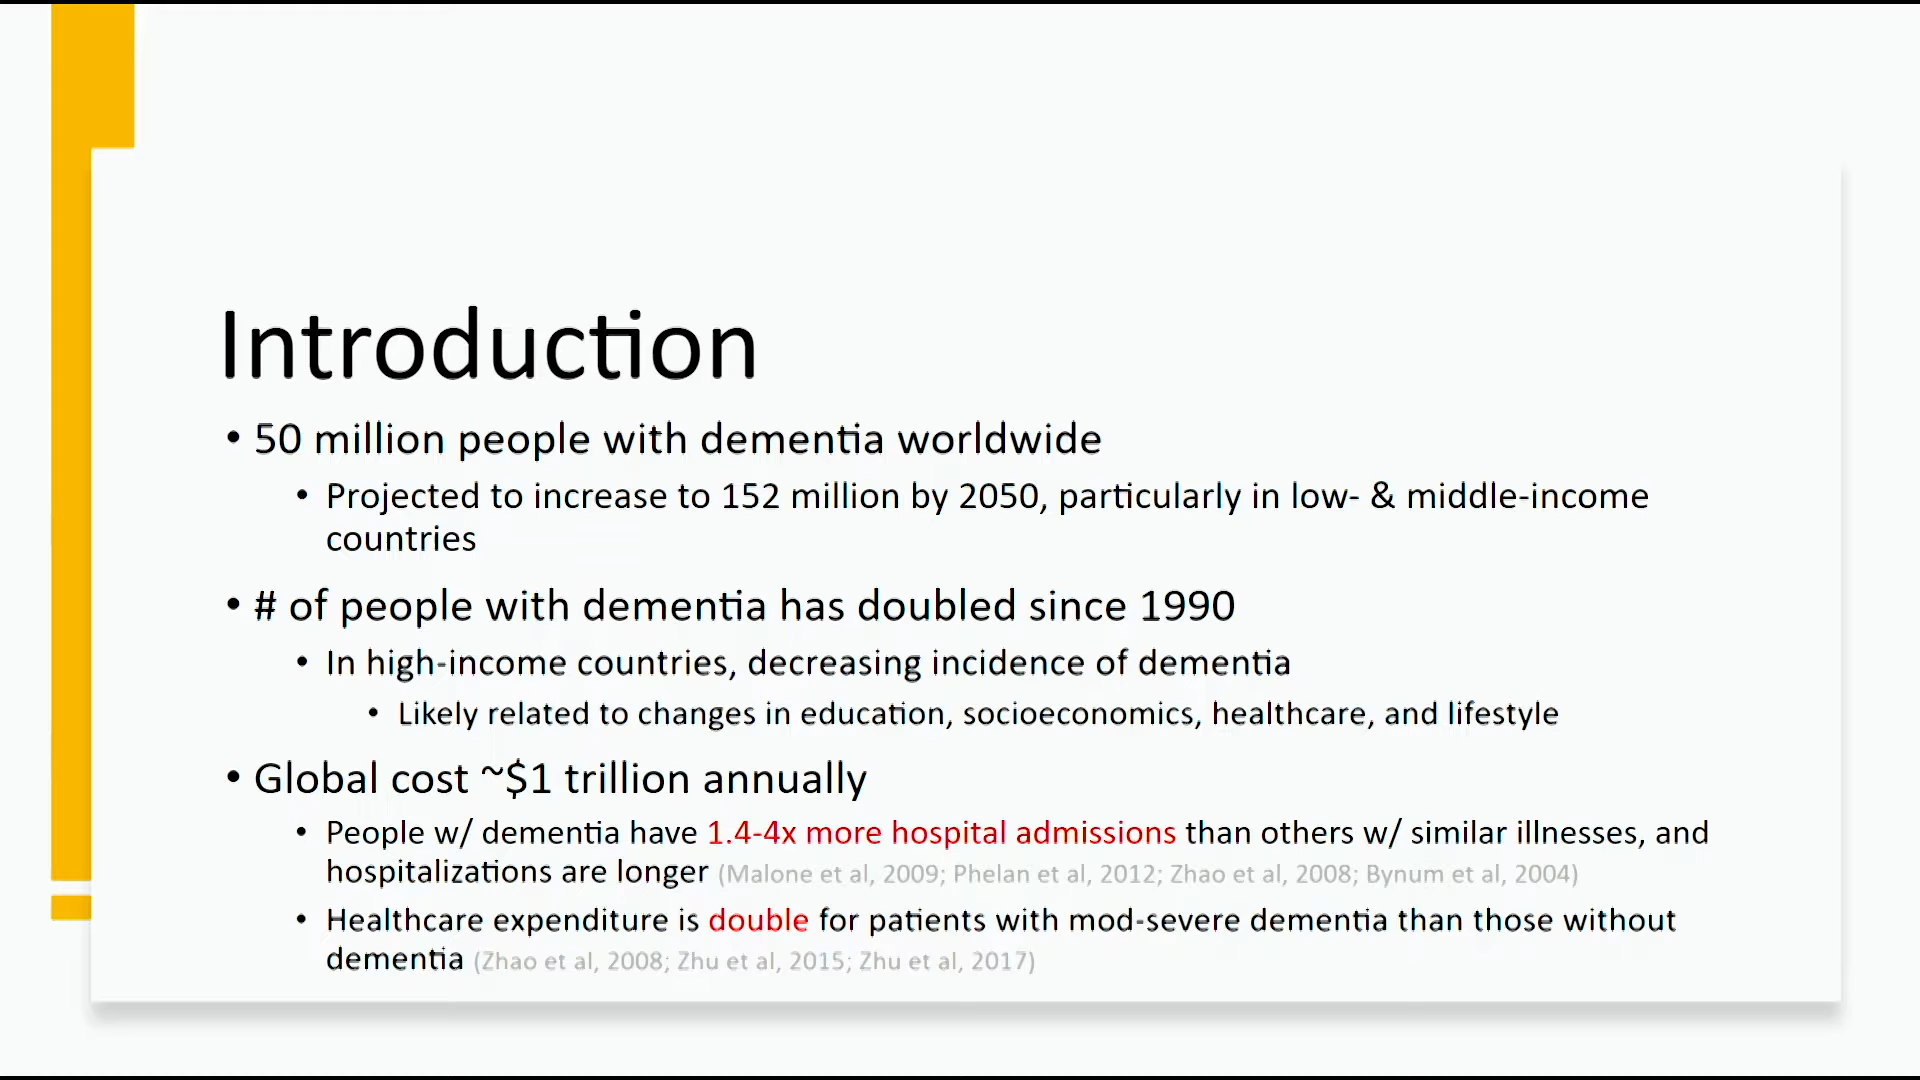 Introduction
• 50 million people with dementia worldwide
• Projected to increase to 152 million by 2050, particularly in low- & middle-income
countries
• # of people with dementia has doubled since 1990
• In high-income countries, decreasing incidence of dementia
• Likely related to changes in education, socioeconomics, healthcare, and lifestyle
• Global cost ~$1 trillion annually
• People w/ dementia have 1.4-4x more hospital admissions than others w/ similar illnesses, and
hospitalizations are longer (Malone et al, 2009; Phelan et al, 2012; Zhao et al, 2008; Bynum et al, 2004)
• Healthcare expenditure is double for patients with mod-severe dementia than those without
dementia (Zhao et al, 2008; Zhu et al, 2015; Zhu et al, 2017)